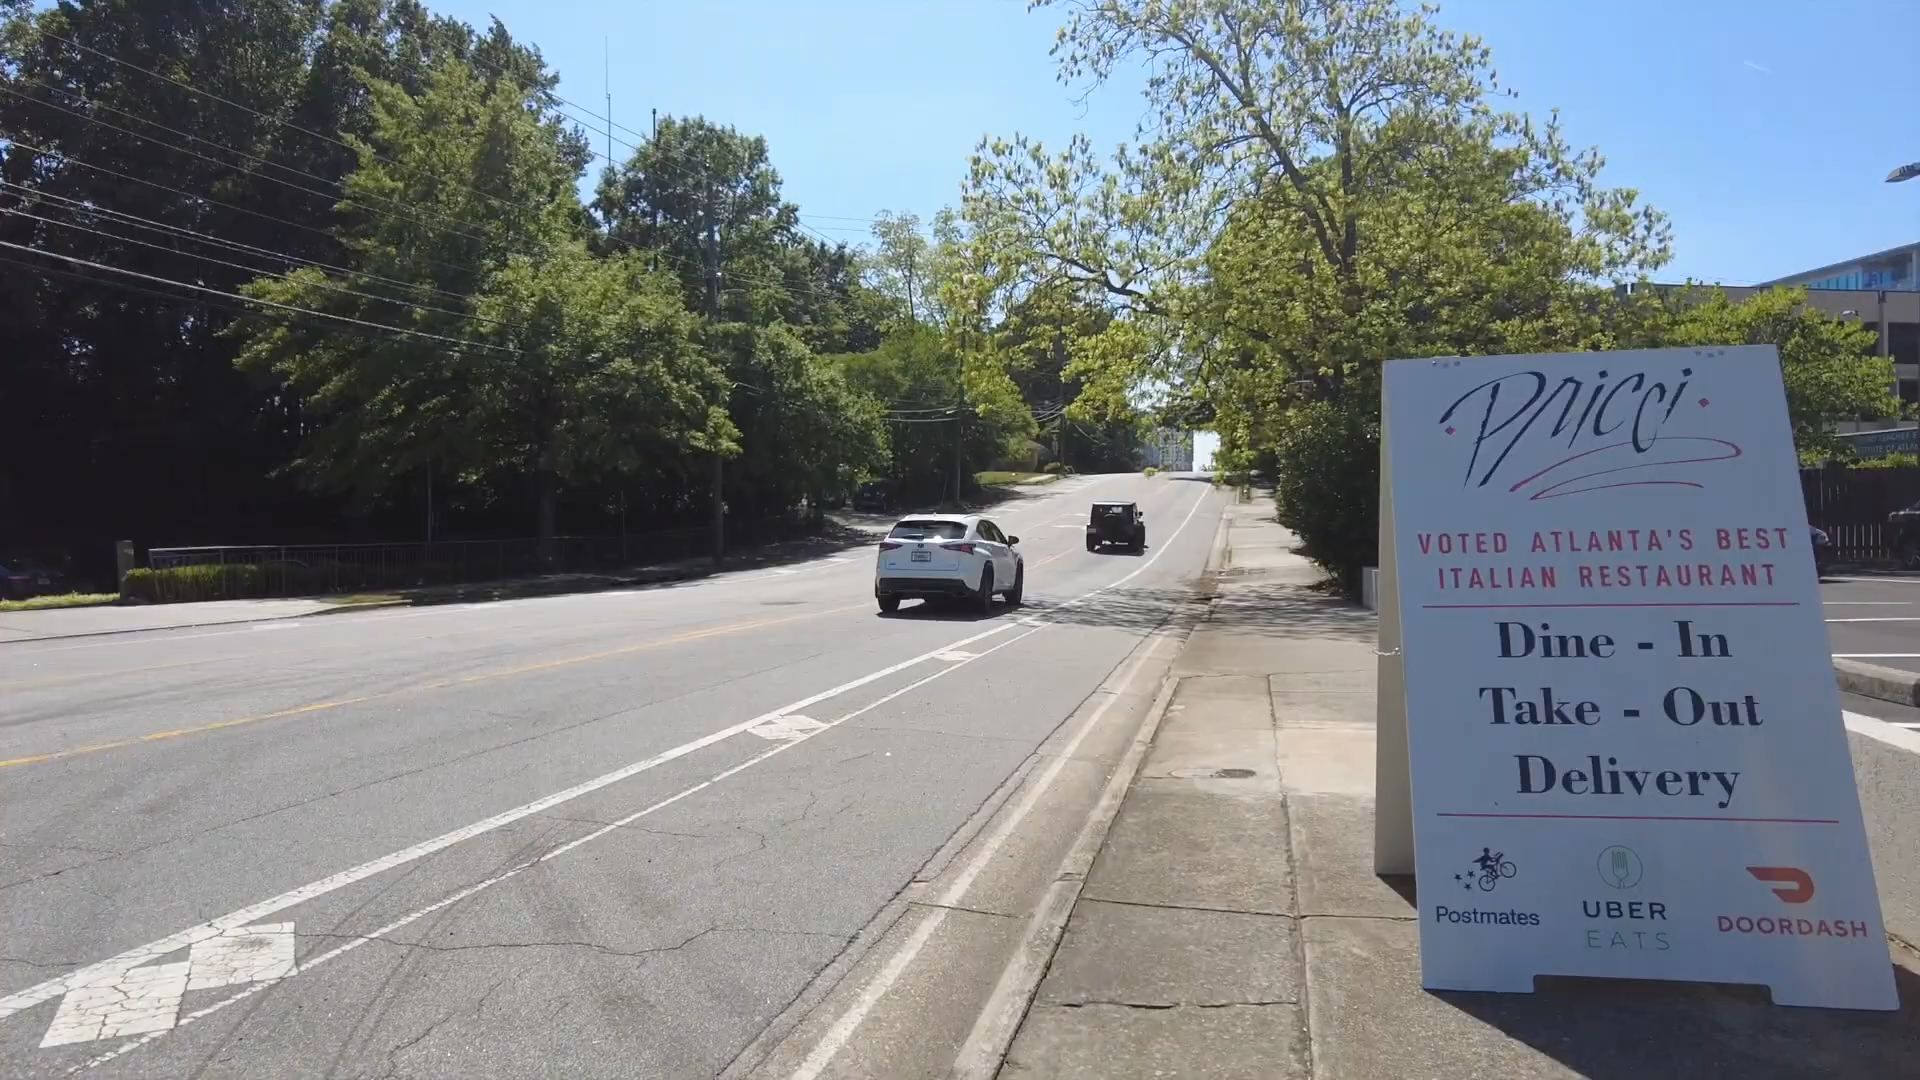 Pricci
VOTED ATLANTA'S BEST
ITALIAN RESTAURANT
Dine - In
Take - Out
Delivery
Postmates
UBER
EATS
DOORDASH